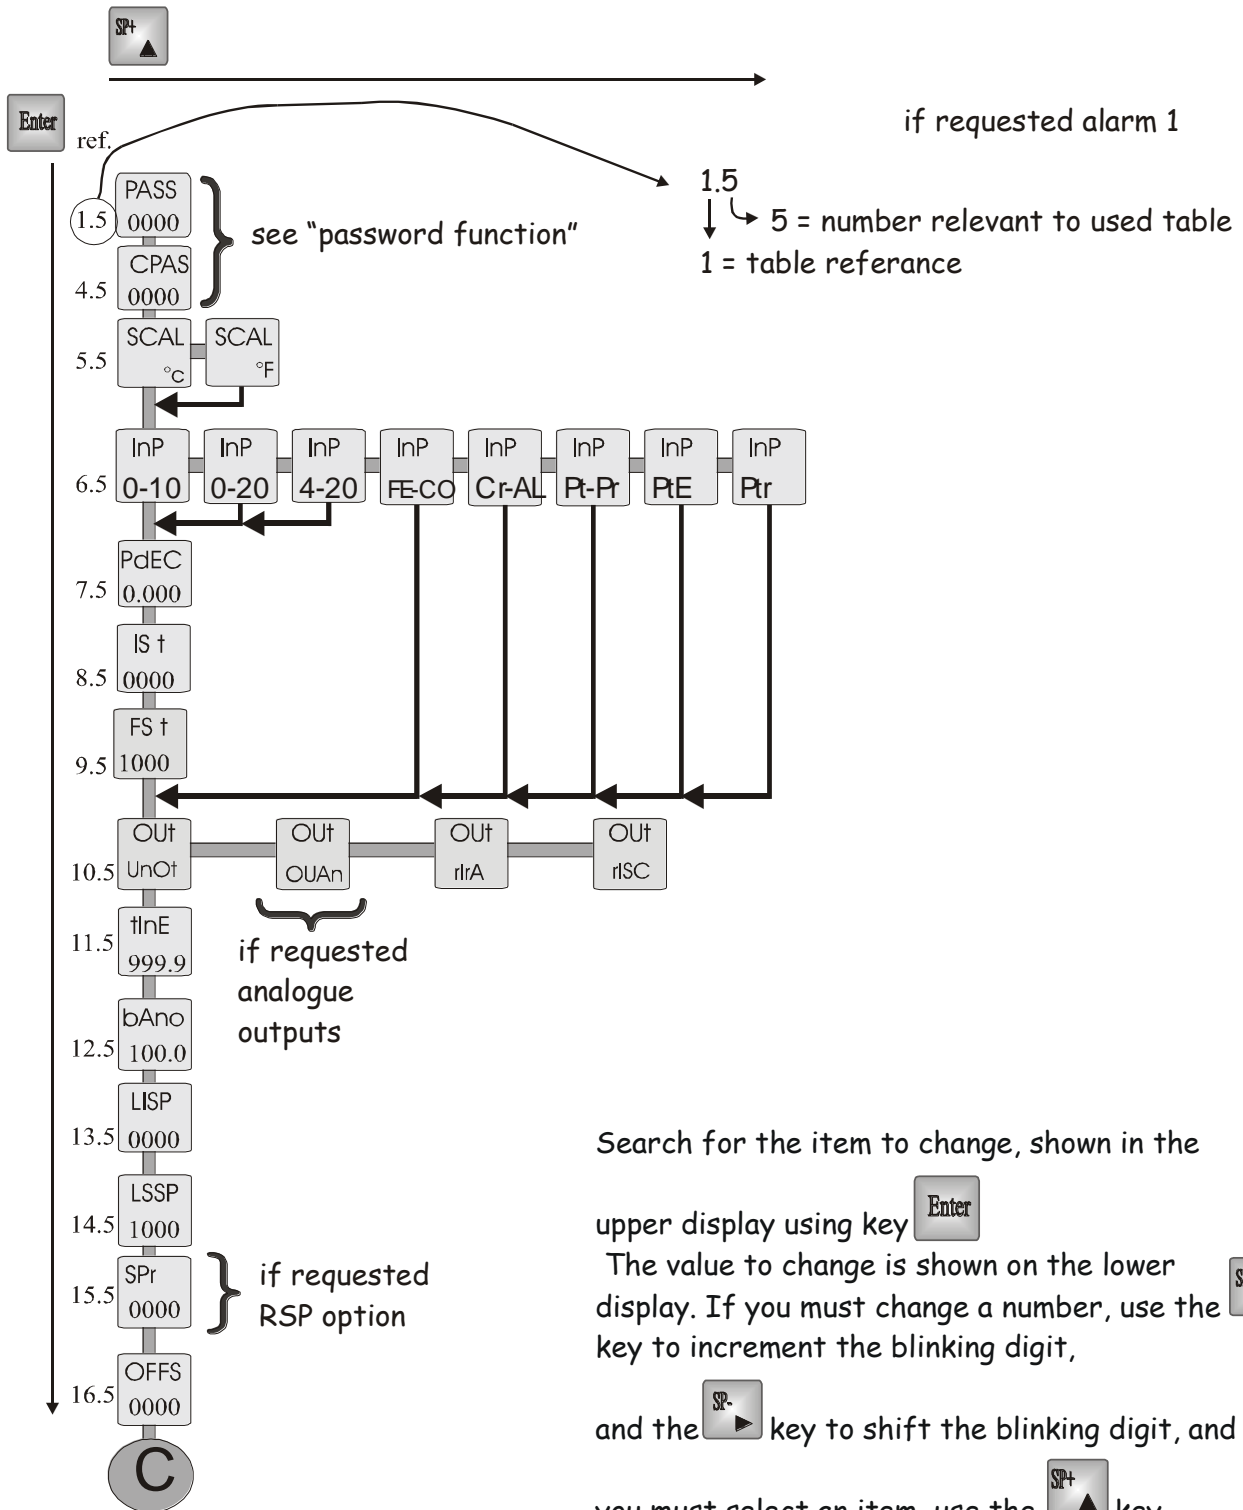 SP+
Enter
ref.
if requested alarm 1
1.5
PASS
0000
1.5
5 = number relevant to used table
1 = table referance
see "password function"
4.5
CPAS
0000
5.5
SCAL
°C
SCAL
°F
6.5
InP
0-10
InP
0-20
InP
4-20
InP
FE-CO
InP
Cr-AL
InP
Pt-Pr
InP
PtE
InP
Ptr
7.5
PdEC
0.000
8.5
IS t
0000
9.5
FS t
1000
10.5
OUt
UnOt
OUt
OUAn
OUt
rIrA
OUt
rISC
if requested
analogue
outputs
11.5
tInE
999.9
12.5
bAno
100.0
13.5
LISP
0000
14.5
LSSP
1000
15.5
SPr
0000
if requested
RSP option
16.5
OFFS
0000
C
Search for the item to change, shown in the
upper display using key Enter
The value to change is shown on the lower
display. If you must change a number, use the
key to increment the blinking digit,
and the SP- key to shift the blinking digit, and
you must select an item, use the SP+ key